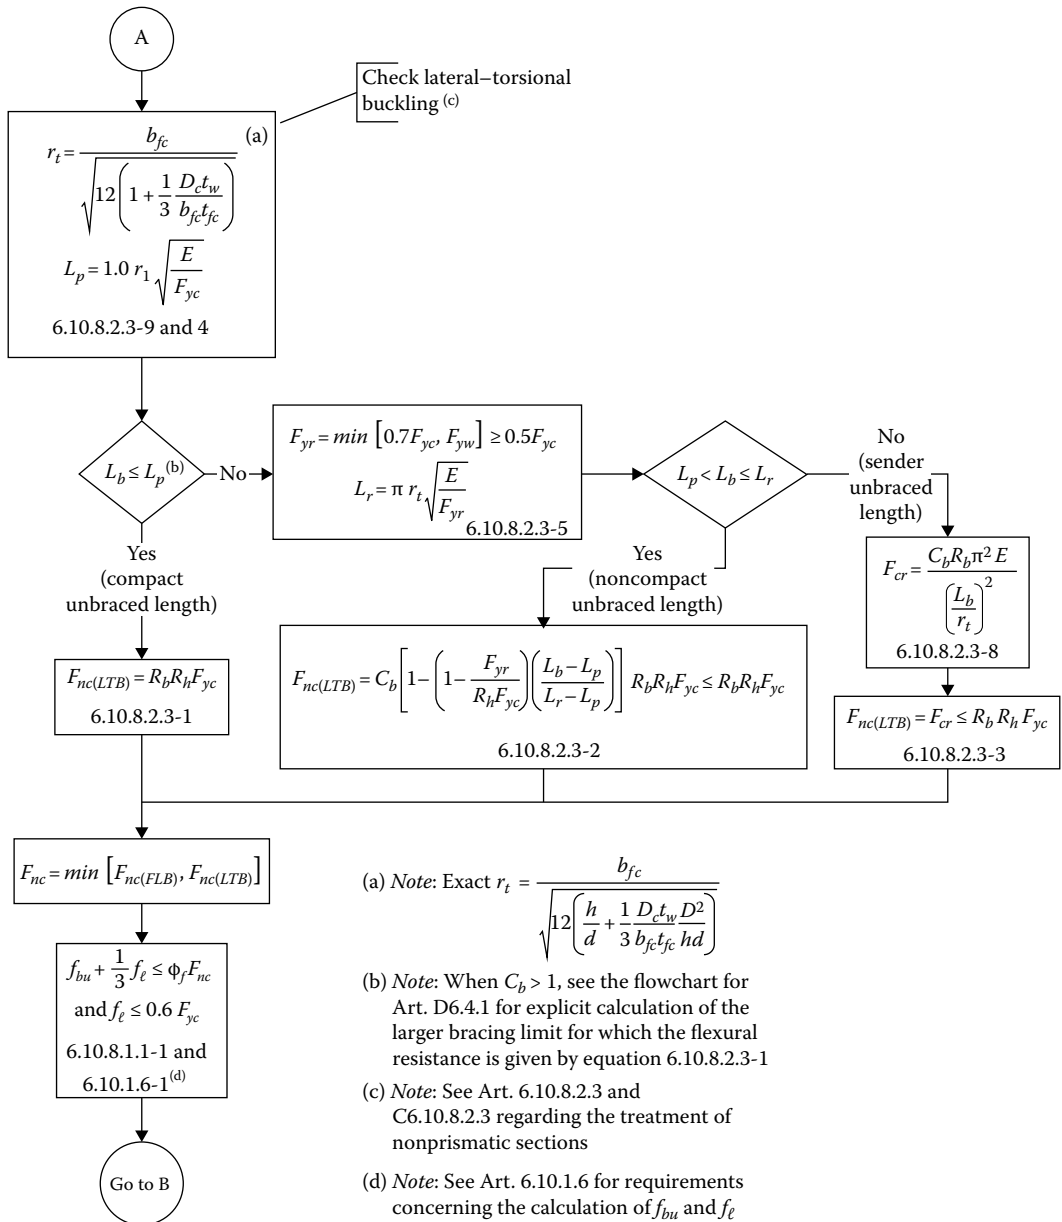 A
Check lateral–torsional
buckling (c)
(a)
r_t = b_fc / √(12(1 + 1/3 D_c t_w / b_fc t_fc))
L_p = 1.0 r_1 √(E / F_yc)
6.10.8.2.3-9 and 4
L_b ≤ L_p (b)
No
F_yr = min [0.7F_yc, F_yw] ≥ 0.5F_yc
L_r = π r_t √(E / F_yr)
6.10.8.2.3-5
L_p < L_b ≤ L_r
No
(sender
unbraced
length)
Yes
(compact
unbraced length)
Yes
(noncompact
unbraced length)
F_cr = C_b R_b π² E / (L_b / r_t)²
6.10.8.2.3-8
F_nc(LTB) = R_b R_h F_yc
6.10.8.2.3-1
F_nc(LTB) = C_b [1– (1– F_yr / R_h F_yc) (L_b – L_p / L_r – L_p)] R_b R_h F_yc ≤ R_b R_h F_yc
6.10.8.2.3-2
F_nc(LTB) = F_cr ≤ R_b R_h F_yc
6.10.8.2.3-3
F_nc = min [F_nc(FLB), F_nc(LTB)]
f_bu + 1/3 f_ℓ ≤ ϕ_f F_nc
and f_ℓ ≤ 0.6 F_yc
6.10.8.1.1-1 and
6.10.1.6-1 (d)
Go to B
(a) Note: Exact r_t = b_fc / √(12(h/d + 1/3 D_c t_w / b_fc t_fc D² / hd))
(b) Note: When C_b > 1, see the flowchart for
Art. D6.4.1 for explicit calculation of the
larger bracing limit for which the flexural
resistance is given by equation 6.10.8.2.3-1
(c) Note: See Art. 6.10.8.2.3 and
C6.10.8.2.3 regarding the treatment of
nonprismatic sections
(d) Note: See Art. 6.10.1.6 for requirements
concerning the calculation of f_bu and f_ℓ